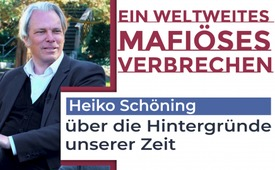 EIN WELTWEITES
MAFIÖSES
VERBRECHEN
Heiko Schöning
über die Hintergründe
unserer Zeit